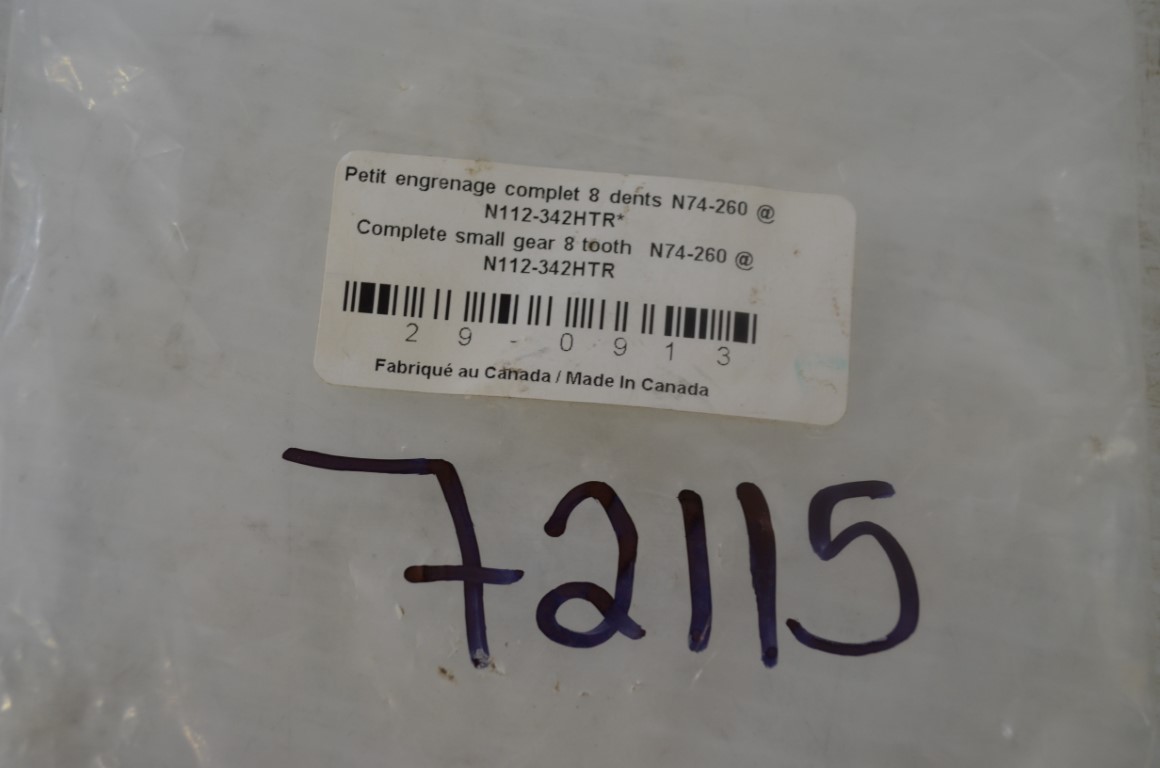 Petit engrenage complet 8 dents N74-260 @
N112-342HTR*
Complete small gear 8 tooth N74-260 @
N112-342HTR
29-0913
Fabriqué au Canada / Made In Canada
72115